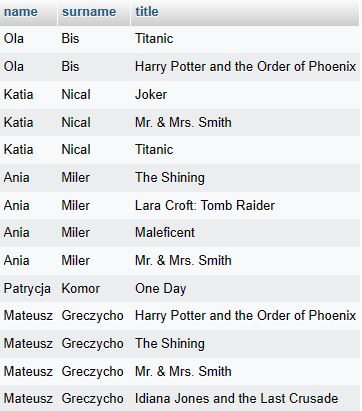 name surname title
Ola Bis Titanic
Ola Bis Harry Potter and the Order of Phoenix
Katia Nical Joker
Katia Nical Mr. & Mrs. Smith
Katia Nical Titanic
Ania Miler The Shining
Ania Miler Lara Croft: Tomb Raider
Ania Miler Maleficent
Ania Miler Mr. & Mrs. Smith
Patrycja Komor One Day
Mateusz Greczycho Harry Potter and the Order of Phoenix
Mateusz Greczycho The Shining
Mateusz Greczycho Mr. & Mrs. Smith
Mateusz Greczycho Idiana Jones and the Last Crusade